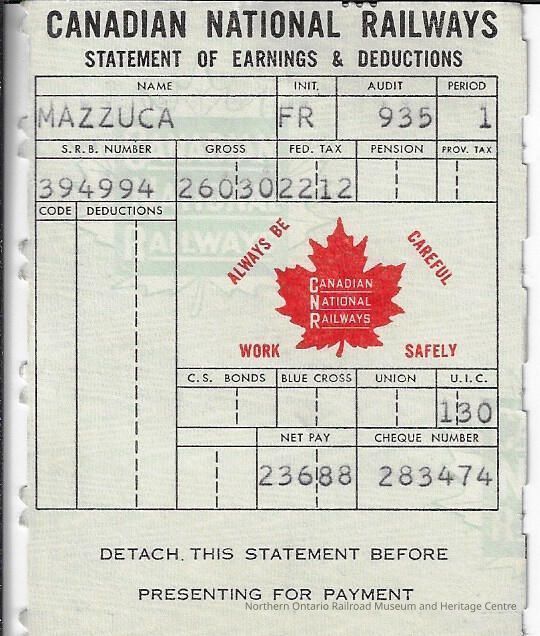 CANADIAN NATIONAL RAILWAYS
STATEMENT OF EARNINGS & DEDUCTIONS
NAME INIT. AUDIT PERIOD
MAZZUCA FR 935 1
S.R.B. NUMBER GROSS FED. TAX PENSION PROV. TAX
394994 26030 2212
CODE DEDUCTIONS
ALWAYS BE CAREFUL
CANADIAN
NATIONAL
RAILWAYS
WORK SAFELY
C.S. BONDS BLUE CROSS UNION U.I.C.
130
NET PAY CHEQUE NUMBER
23688 283474
DETACH THIS STATEMENT BEFORE
PRESENTING FOR PAYMENT
Northern Ontario Railroad Museum and Heritage Centre